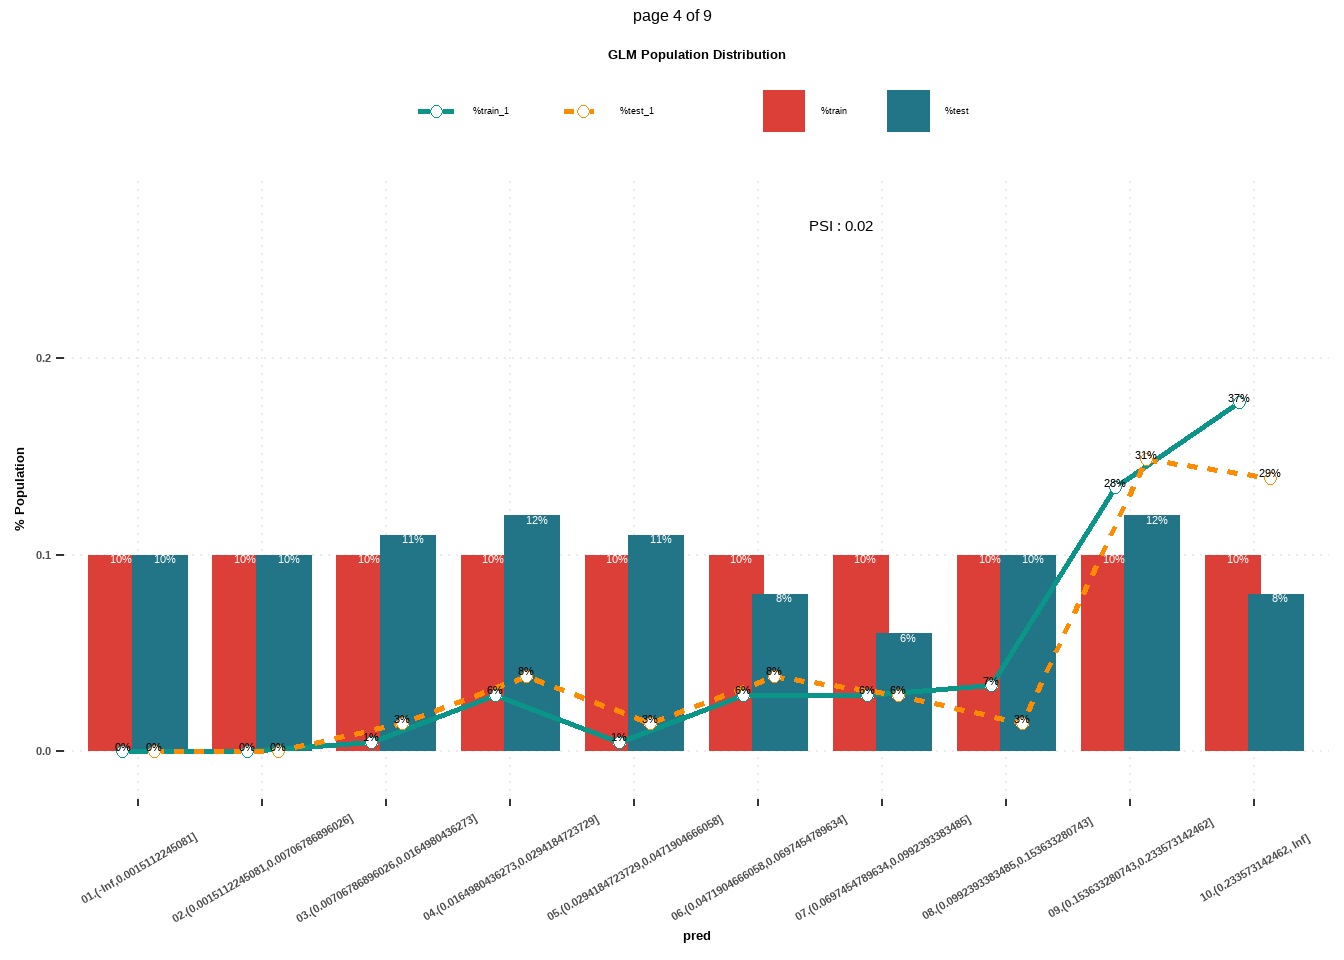 page 4 of 9
GLM Population Distribution
%train_1 %test_1 %train %test
PSI : 0.02
0.2
0.1
0.0
% Population
37%
31%
29%
28%
12% 12%
11% 11%
10% 10% 10% 10% 10% 10% 10% 10% 10% 10% 10% 10% 10%
8% 8%
6%
8% 8%
7%
6% 6% 6% 6%
3% 3% 3%
1% 1%
0% 0% 0% 0%
01.(-Inf,0.0015112245081]
02.(0.0015112245081,0.00706786896026]
03.(0.00706786896026,0.0164980436273]
04.(0.0164980436273,0.0294184723729]
05.(0.0294184723729,0.0471904666058]
06.(0.0471904666058,0.0697454789634]
07.(0.0697454789634,0.0992393383485]
08.(0.0992393383485,0.153633280743]
09.(0.153633280743,0.233573142462]
10.(0.233573142462, Inf]
pred